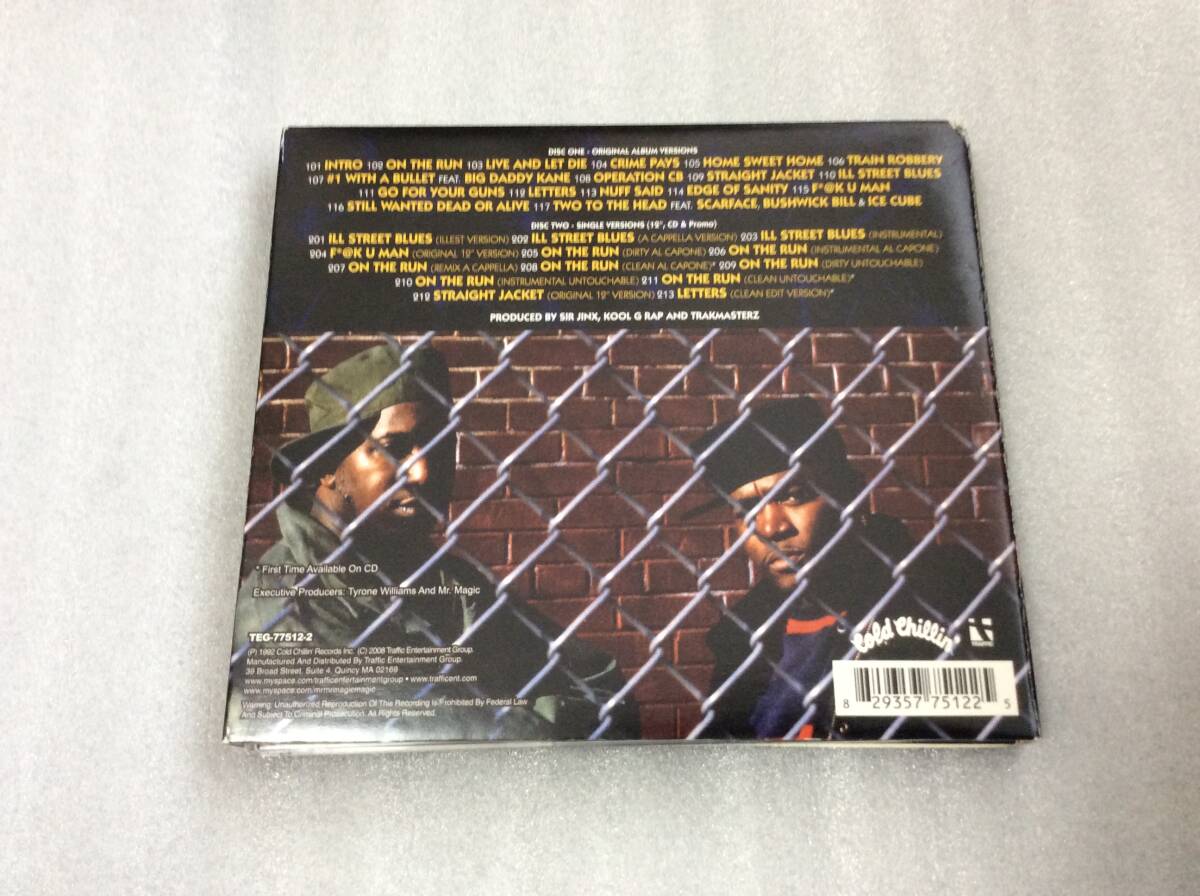 DISC ONE - ORIGINAL ALBUM VERSIONS
101 INTRO 102 ON THE RUN 103 LIVE AND LET DIE 104 CRIME PAYS 105 HOME SWEET HOME 106 TRAIN ROBBERY
107 #1 WITH A BULLET FEAT. BIG DADDY KANE 108 OPERATION CB 109 STRAIGHT JACKET 110 ILL STREET BLUES
111 GO FOR YOUR GUNS 112 LETTERS 113 NUFF SAID 114 EDGE OF SANITY 115 F*@K U MAN
116 STILL WANTED DEAD OR ALIVE 117 TWO TO THE HEAD FEAT. SCARFACE, BUSHWICK BILL & ICE CUBE
DISC TWO - SINGLE VERSIONS (12", CD & Promo)
201 ILL STREET BLUES (ILLEST VERSION) 202 ILL STREET BLUES (A CAPPELLA VERSION) 203 ILL STREET BLUES (INSTRUMENTAL)
204 F*@K U MAN (ORIGINAL 12" VERSION) 205 ON THE RUN (DIRTY AL CAPONE) 206 ON THE RUN (INSTRUMENTAL AL CAPONE)
207 ON THE RUN (REMIX A CAPPELLA) 208 ON THE RUN (CLEAN AL CAPONE)* 209 ON THE RUN (DIRTY UNTOUCHABLE)
210 ON THE RUN (INSTRUMENTAL UNTOUCHABLE) 211 ON THE RUN (CLEAN UNTOUCHABLE)*
212 STRAIGHT JACKET (ORIGINAL 12" VERSION) 213 LETTERS (CLEAN EDIT VERSION)*
PRODUCED BY SIR JINX, KOOL G RAP AND TRAKMASTERZ
* First Time Available On CD
Executive Producers: Tyrone Williams And Mr. Magic
TEG-77512-2
(P) 1992 Cold Chillin' Records Inc. (C) 2008 Traffic Entertainment Group.
Manufactured And Distributed By Traffic Entertainment Group.
39 Broad Street, Suite 4, Quincy MA 02169
www.myspace.com/trafficentertainmentgroup • www.trafficent.com
www.myspace.com/mrmrmagicmagic
Warning: Unauthorized Reproduction Of This Recording Is Prohibited By Federal Law
And Subject To Criminal Prosecution. All Rights Reserved.
Cold Chillin'
8 29357 75122 5